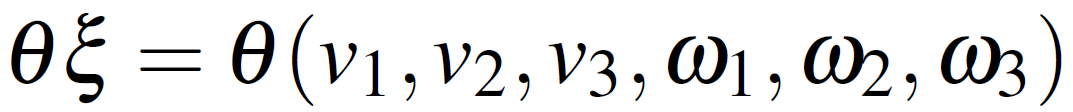 θξ = θ(v₁, v₂, v₃, ω₁, ω₂, ω₃)